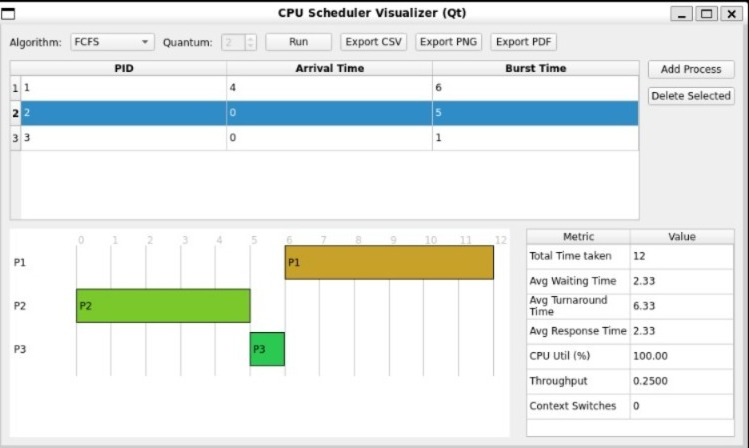 CPU Scheduler Visualizer (Qt)
Algorithm: FCFS Quantum: 2 Run Export CSV Export PNG Export PDF
PID Arrival Time Burst Time Add Process
1 1 4 6
Delete Selected
2 2 0 5
3 3 0 1
0 1 2 3 4 5 6 7 8 9 10 11 12
P1 P1
P2 P2
P3 P3
Metric Value
Total Time taken 12
Avg Waiting Time 2.33
Avg Turnaround
Time 6.33
Avg Response Time 2.33
CPU Util (%) 100.00
Throughput 0.2500
Context Switches 0